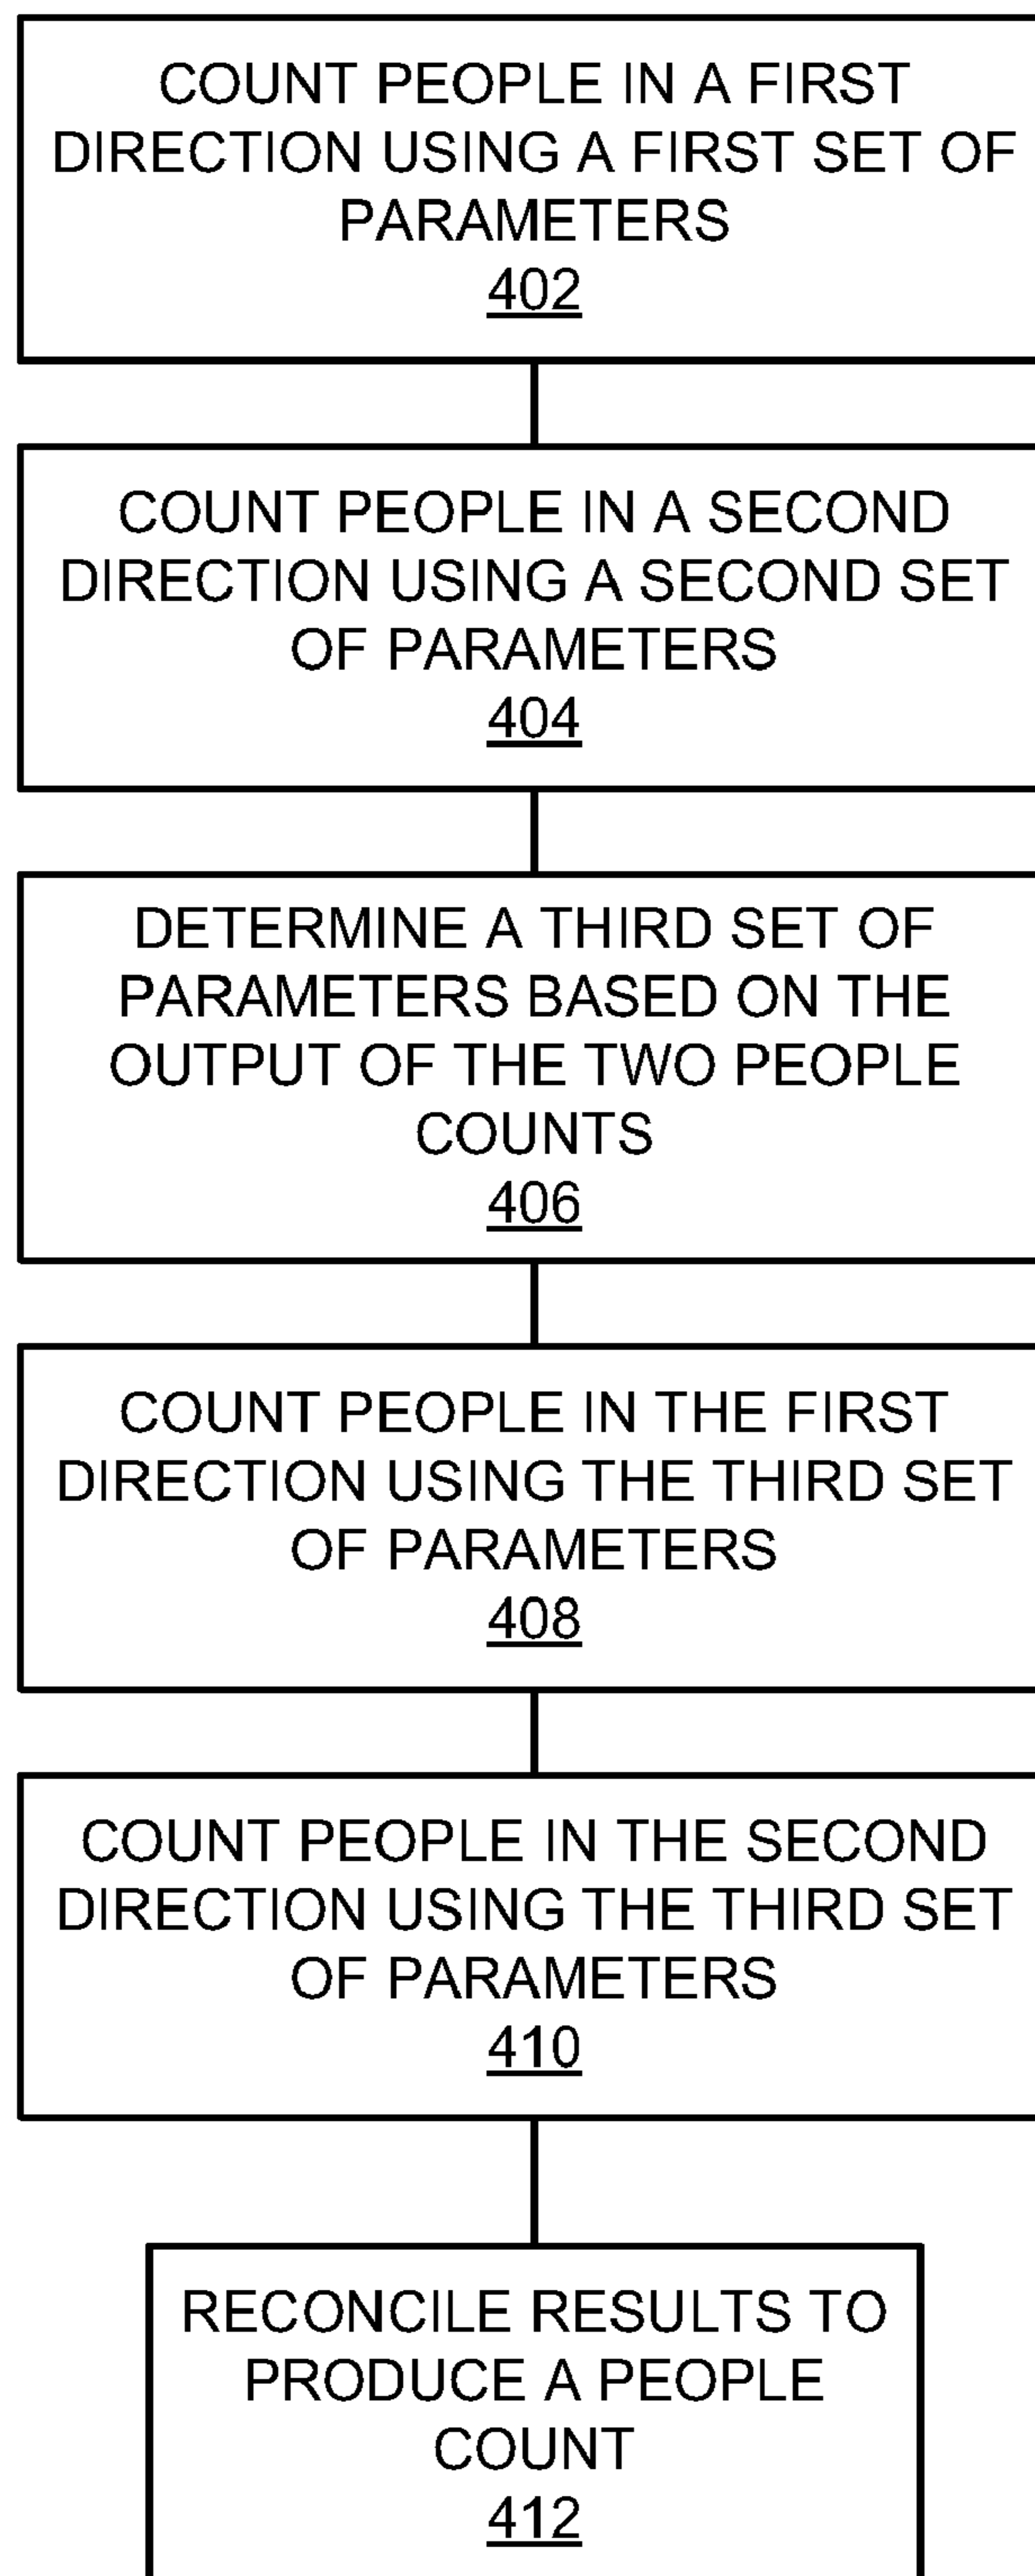 COUNT PEOPLE IN A FIRST
DIRECTION USING A FIRST SET OF
PARAMETERS
402
COUNT PEOPLE IN A SECOND
DIRECTION USING A SECOND SET
OF PARAMETERS
404
DETERMINE A THIRD SET OF
PARAMETERS BASED ON THE
OUTPUT OF THE TWO PEOPLE
COUNTS
406
COUNT PEOPLE IN THE FIRST
DIRECTION USING THE THIRD SET
OF PARAMETERS
408
COUNT PEOPLE IN THE SECOND
DIRECTION USING THE THIRD SET
OF PARAMETERS
410
RECONCILE RESULTS TO
PRODUCE A PEOPLE
COUNT
412